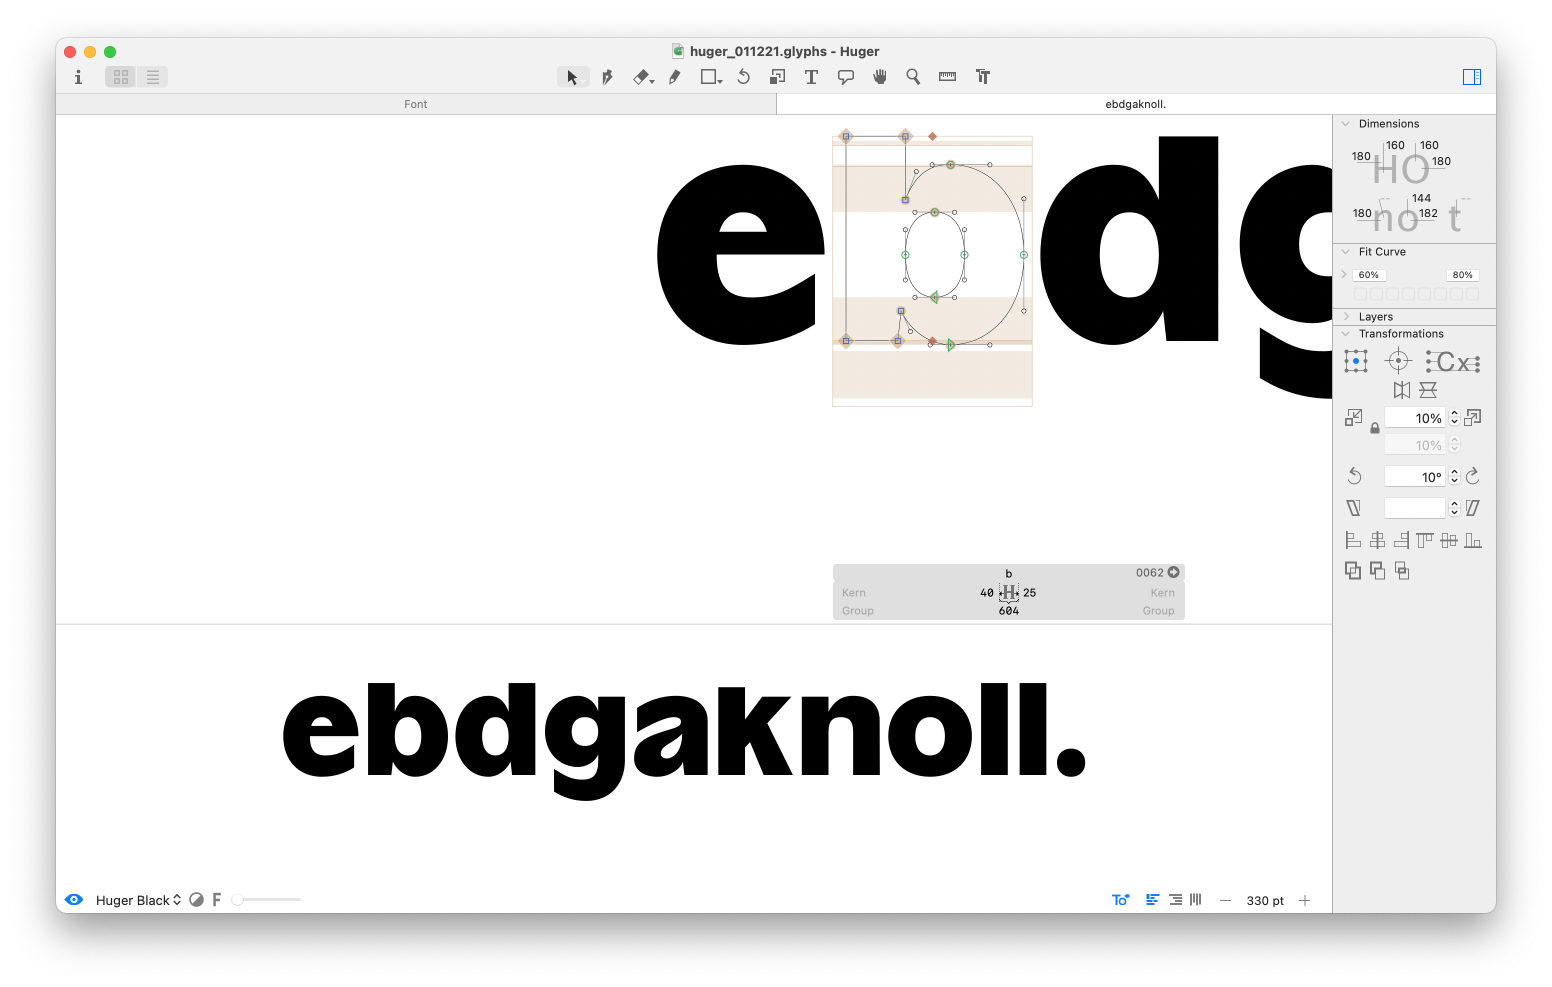 huger_011221.glyphs - Huger
Font
ebdgaknoll.
ebdg
Dimensions
160 160
180 180
HO
144
180 182
no t
Fit Curve
60% 80%
Layers
Transformations
Cx
10%
10%
10°
b 0062
Kern 40 H 25 Kern
Group 604 Group
ebdgaknoll.
Huger Black F
To 330 pt